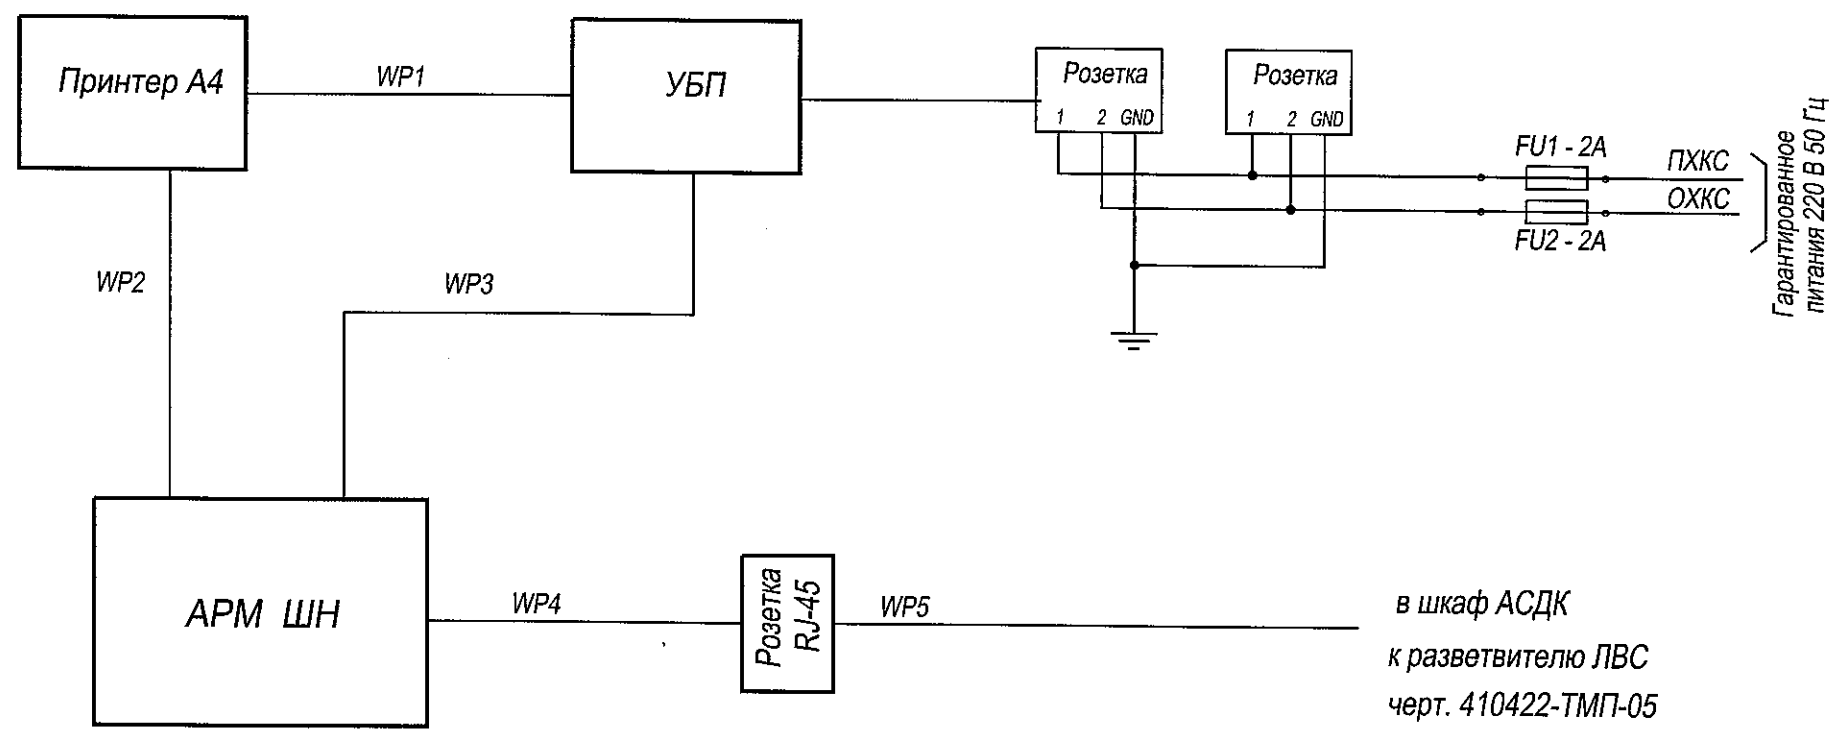 Принтер А4
WP1
УБП
Розетка
1 2 GND
Розетка
1 2 GND
FU1 - 2А
ПХКС
ОХКС
FU2 - 2А
Гарантированное
питания 220 В 50 Гц
WP2
WP3
АРМ ШН
WP4
Розетка
RJ-45
WP5
в шкаф АСДК
к разветвителю ЛВС
черт. 410422-ТМП-05